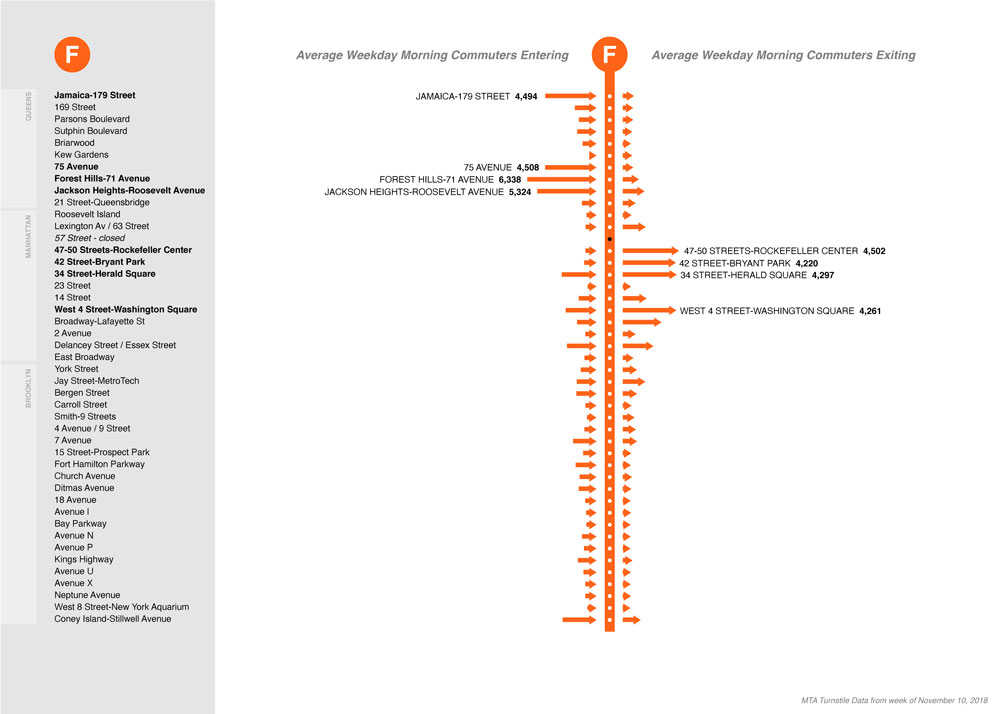 F
QUEENS
Jamaica-179 Street
169 Street
Parsons Boulevard
Sutphin Boulevard
Briarwood
Kew Gardens
75 Avenue
Forest Hills-71 Avenue
Jackson Heights-Roosevelt Avenue
21 Street-Queensbridge
MANHATTAN
Roosevelt Island
Lexington Av / 63 Street
57 Street - closed
47-50 Streets-Rockefeller Center
42 Street-Bryant Park
34 Street-Herald Square
23 Street
14 Street
West 4 Street-Washington Square
Broadway-Lafayette St
2 Avenue
Delancey Street / Essex Street
East Broadway
BROOKLYN
York Street
Jay Street-MetroTech
Bergen Street
Carroll Street
Smith-9 Streets
4 Avenue / 9 Street
7 Avenue
15 Street-Prospect Park
Fort Hamilton Parkway
Church Avenue
Ditmas Avenue
18 Avenue
Avenue I
Bay Parkway
Avenue N
Avenue P
Kings Highway
Avenue U
Avenue X
Neptune Avenue
West 8 Street-New York Aquarium
Coney Island-Stillwell Avenue
Average Weekday Morning Commuters Entering
F
Average Weekday Morning Commuters Exiting
JAMAICA-179 STREET 4,494
75 AVENUE 4,508
FOREST HILLS-71 AVENUE 6,338
JACKSON HEIGHTS-ROOSEVELT AVENUE 5,324
47-50 STREETS-ROCKEFELLER CENTER 4,502
42 STREET-BRYANT PARK 4,220
34 STREET-HERALD SQUARE 4,297
WEST 4 STREET-WASHINGTON SQUARE 4,261
MTA Turnstile Data from week of November 10, 2018